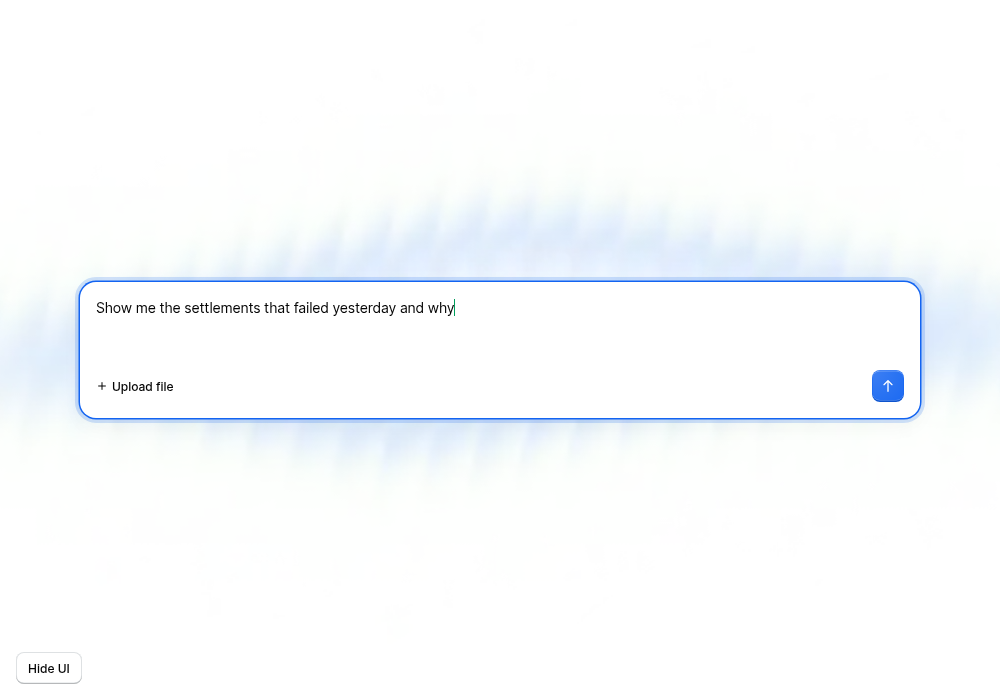 Show me the settlements that failed yesterday and why
+ Upload file
Hide UI